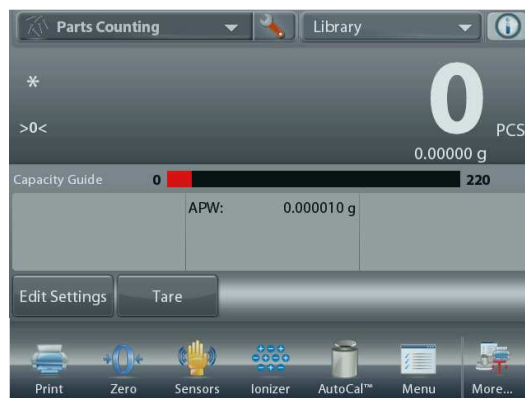 Parts Counting
Library
*
0
>0<
PCS
0.00000 g
Capacity Guide 0 220
APW: 0.000010 g
Edit Settings Tare
Print Zero Sensors Ionizer AutoCal™ Menu More...